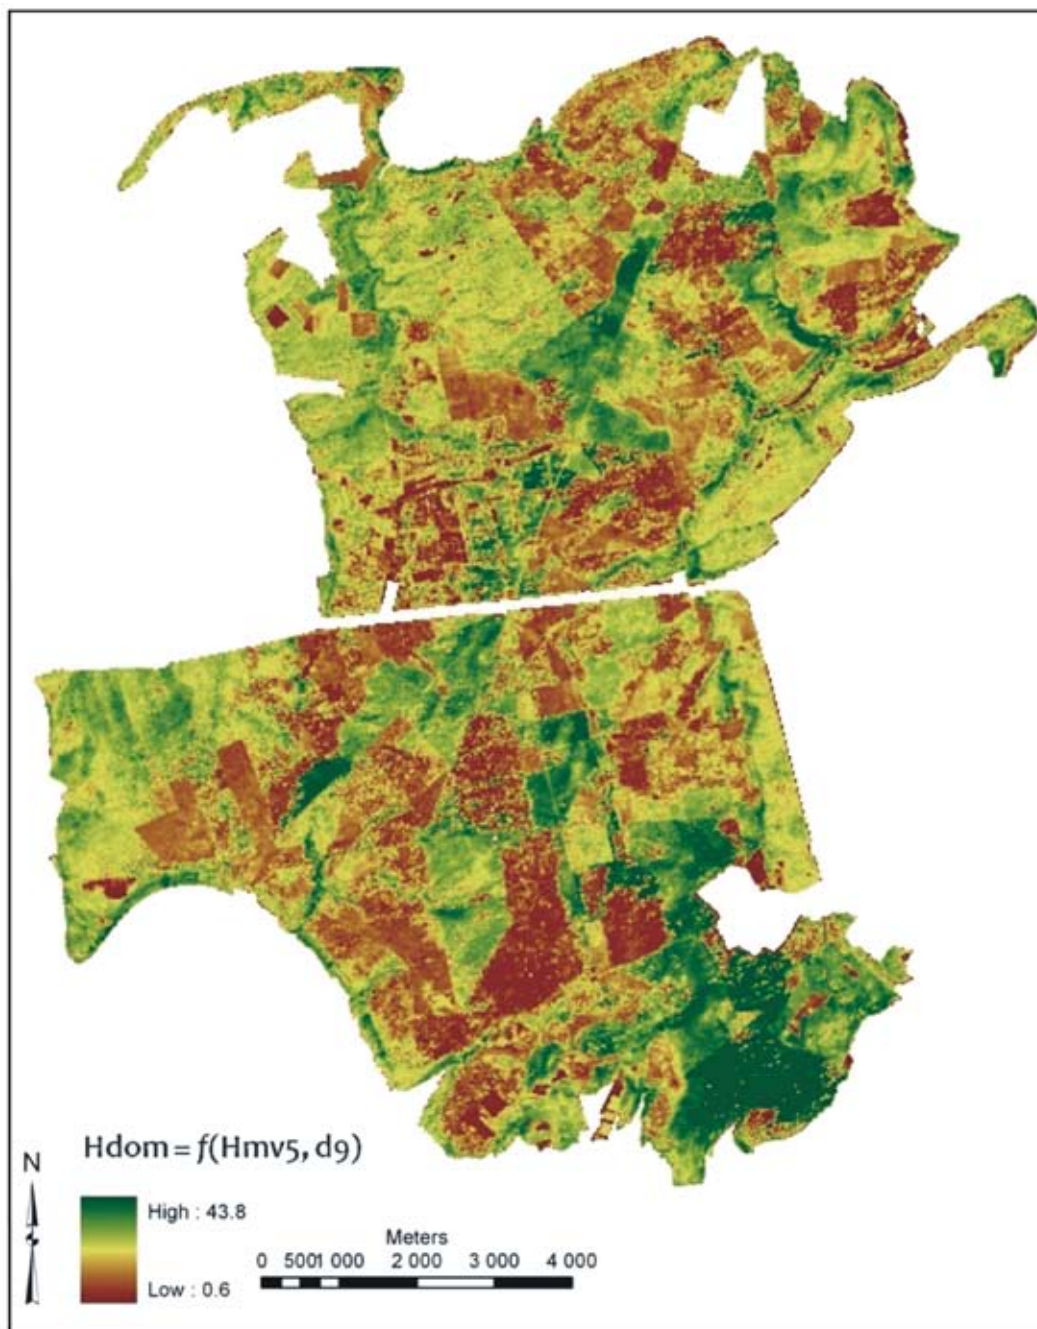 Hdom = f(Hmv5, d9)
N
High : 43.8
Low : 0.6
Meters
0 500 1 000 2 000 3 000 4 000